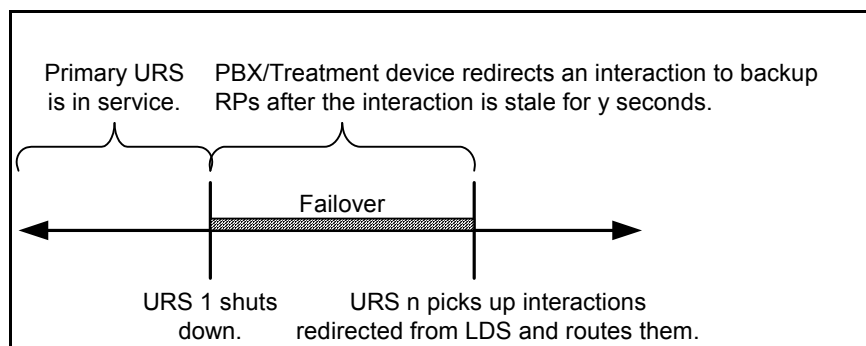 Primary URS
is in service.
PBX/Treatment device redirects an interaction to backup
RPs after the interaction is stale for y seconds.
Failover
URS 1 shuts
down.
URS n picks up interactions
redirected from LDS and routes them.